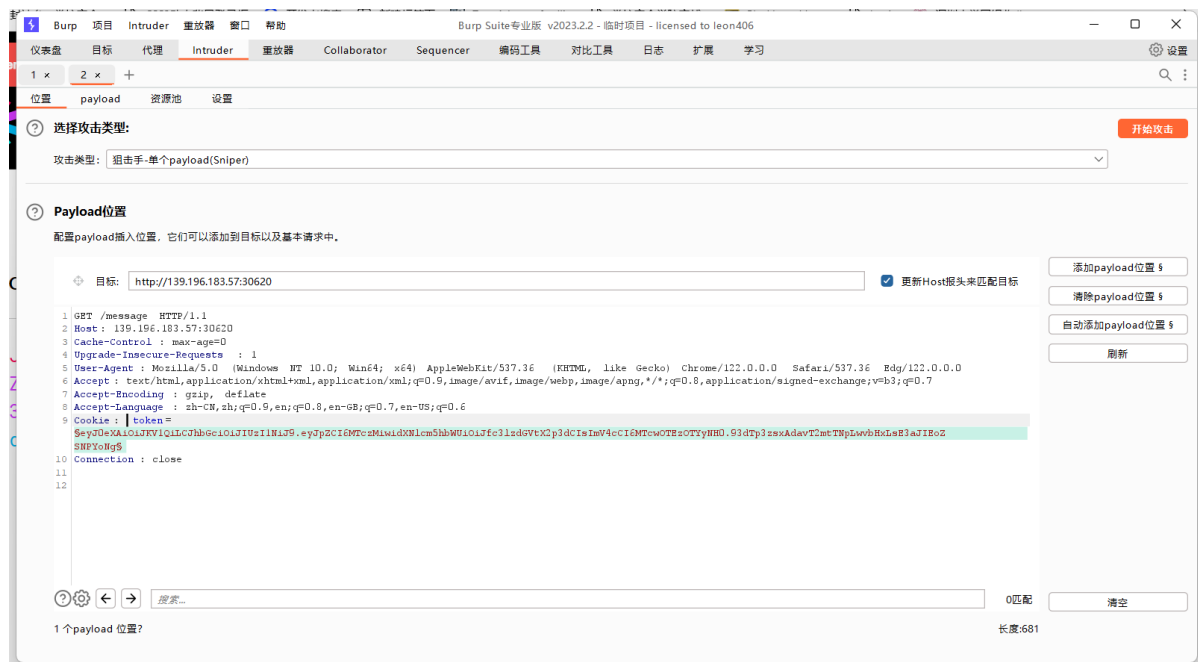 Burp 项目 Intruder 重放器 窗口 帮助 Burp Suite专业版 v2023.2.2 - 临时项目 - licensed to leon406
仪表盘 目标 代理 Intruder 重放器 Collaborator Sequencer 编码工具 对比工具 日志 扩展 学习 设置
1 × 2 × +
位置 payload 资源池 设置
? 选择攻击类型: 开始攻击
攻击类型: 狙击手-单个payload(Sniper)
? Payload位置
配置payload插入位置，它们可以添加到目标以及基本请求中。
目标: http://139.196.183.57:30620 更新Host报头来匹配目标
添加payload位置 §
清除payload位置 §
自动添加payload位置 §
刷新
1 GET /message HTTP/1.1
2 Host: 139.196.183.57:30620
3 Cache-Control : max-age=0
4 Upgrade-Insecure-Requests : 1
5 User-Agent : Mozilla/5.0 (Windows NT 10.0; Win64; x64) AppleWebKit/537.36 (KHTML, like Gecko) Chrome/122.0.0.0 Safari/537.36 Edg/122.0.0.0
6 Accept : text/html,application/xhtml+xml,application/xml;q=0.9,image/avif,image/webp,image/apng,*/*;q=0.8,application/signed-exchange;v=b3;q=0.7
7 Accept-Encoding : gzip, deflate
8 Accept-Language : zh-CN,zh;q=0.9,en;q=0.8,en-GB;q=0.7,en-US;q=0.6
9 Cookie : token=
SNPYoNg§
10 Connection : close
11
12
? 搜索... 0匹配 清空
1 个payload 位置? 长度:681